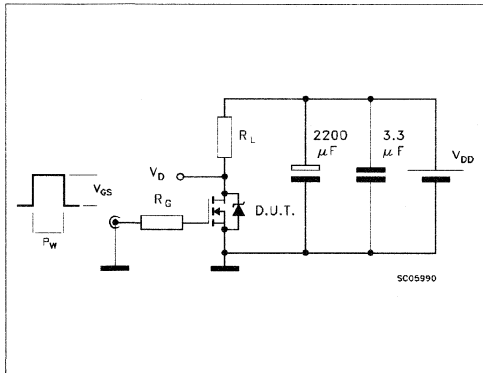 R_L
2200 μF
3.3 μF
V_DD
V_D
V_GS
R_G
D.U.T.
P_W
SC05990